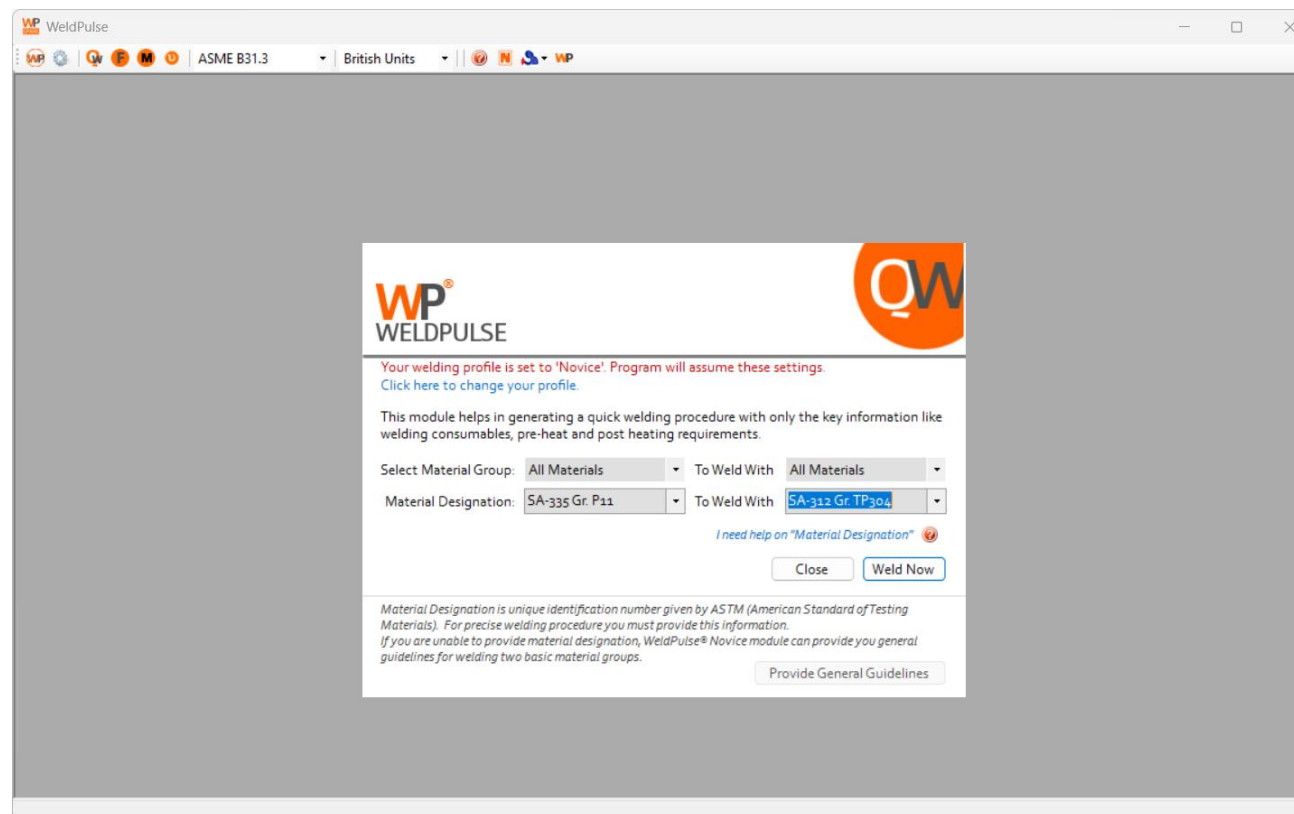 WP WeldPulse
WP QW F M ASME B31.3 British Units ? N WP
WP®
WELDPULSE
QW
Your welding profile is set to 'Novice'. Program will assume these settings.
Click here to change your profile.
This module helps in generating a quick welding procedure with only the key information like
welding consumables, pre-heat and post heating requirements.
Select Material Group: All Materials To Weld With All Materials
Material Designation: SA-335 Gr. P11 To Weld With SA-312 Gr. TP304
I need help on "Material Designation" ?
Close Weld Now
Material Designation is unique identification number given by ASTM (American Standard of Testing
Materials). For precise welding procedure you must provide this information.
If you are unable to provide material designation, WeldPulse® Novice module can provide you general
guidelines for welding two basic material groups.
Provide General Guidelines